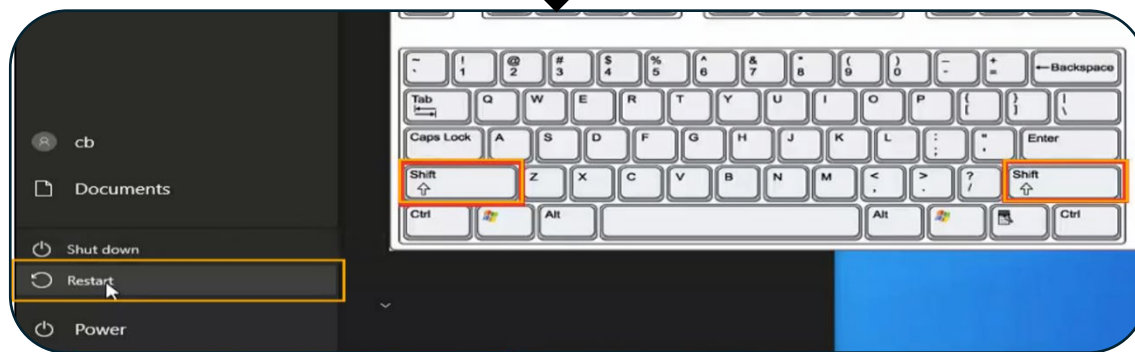 ~ ` ! 1 @ 2 # 3 $ 4 % 5 ^ 6 & 7 * 8 ( 9 ) 0 _ - + = ←Backspace
Tab Q W E R T Y U I O P { [ } ] | \
Caps Lock A S D F G H J K L : ; " ' Enter
Shift Z X C V B N M < , > . ? / Shift
Ctrl Alt Alt Ctrl
cb
Documents
Shut down
Restart
Power